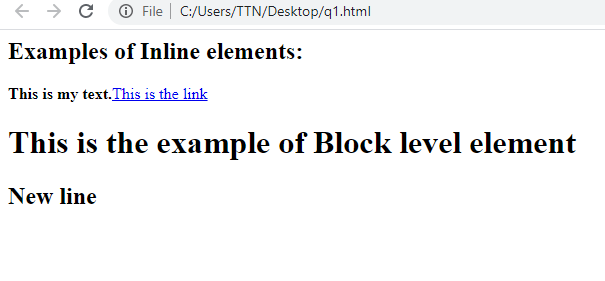 File C:/Users/TTN/Desktop/q1.html
Examples of Inline elements:
This is my text.This is the link
This is the example of Block level element
New line